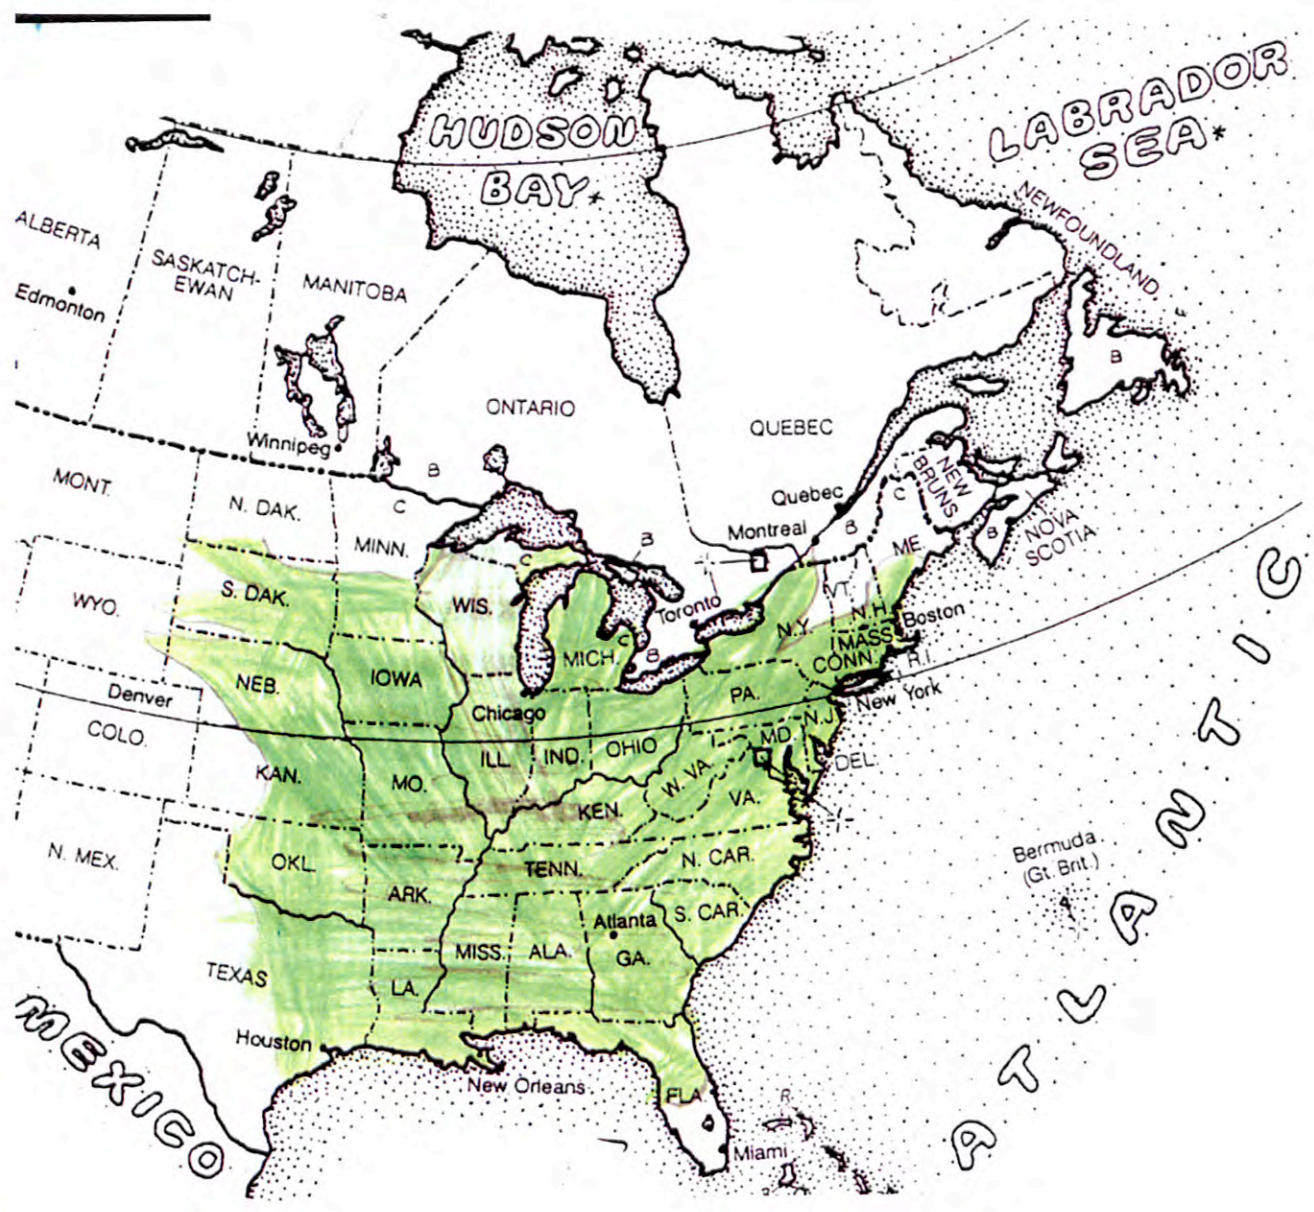 HUDSON
BAY*
LABRADOR
SEA*
NEWFOUNDLAND.
ALBERTA
Edmonton
SASKATCH-
EWAN
MANITOBA
Winnipeg
ONTARIO
QUEBEC
B
B
C
Quebec
Montreal
B
C
B
NEW
BRUNS
B
NOVA
SCOTIA
MONT.
N. DAK.
MINN.
C
ME.
WYO.
S. DAK.
WIS.
Toronto
VT.
N.H.
Boston
N.Y.
MASS
C
B
MICH.
CONN.
R.I.
NEB.
IOWA
PA.
New York
Denver
Chicago
N.J.
COLO.
ILL.
IND.
OHIO
MD.
DEL.
KAN.
MO.
W. VA.
VA.
KEN.
N. MEX.
OKL.
TENN.
N. CAR.
ARK.
S. CAR.
Atlanta
MISS.
ALA.
GA.
TEXAS
LA.
Houston
New Orleans
FLA
Miami
R
Bermuda
(Gt. Brit.)
MEXICO
ATLANTIC